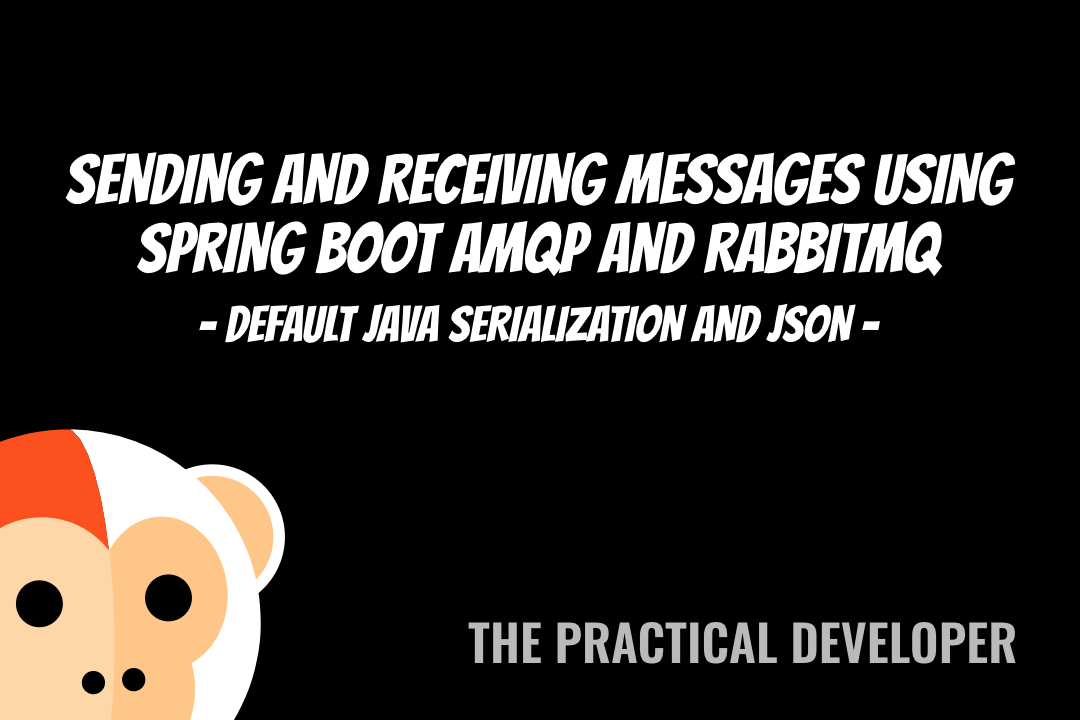 SENDING AND RECEIVING MESSAGES USING
SPRING BOOT AMQP AND RABBITMQ
- DEFAULT JAVA SERIALIZATION AND JSON -
THE PRACTICAL DEVELOPER